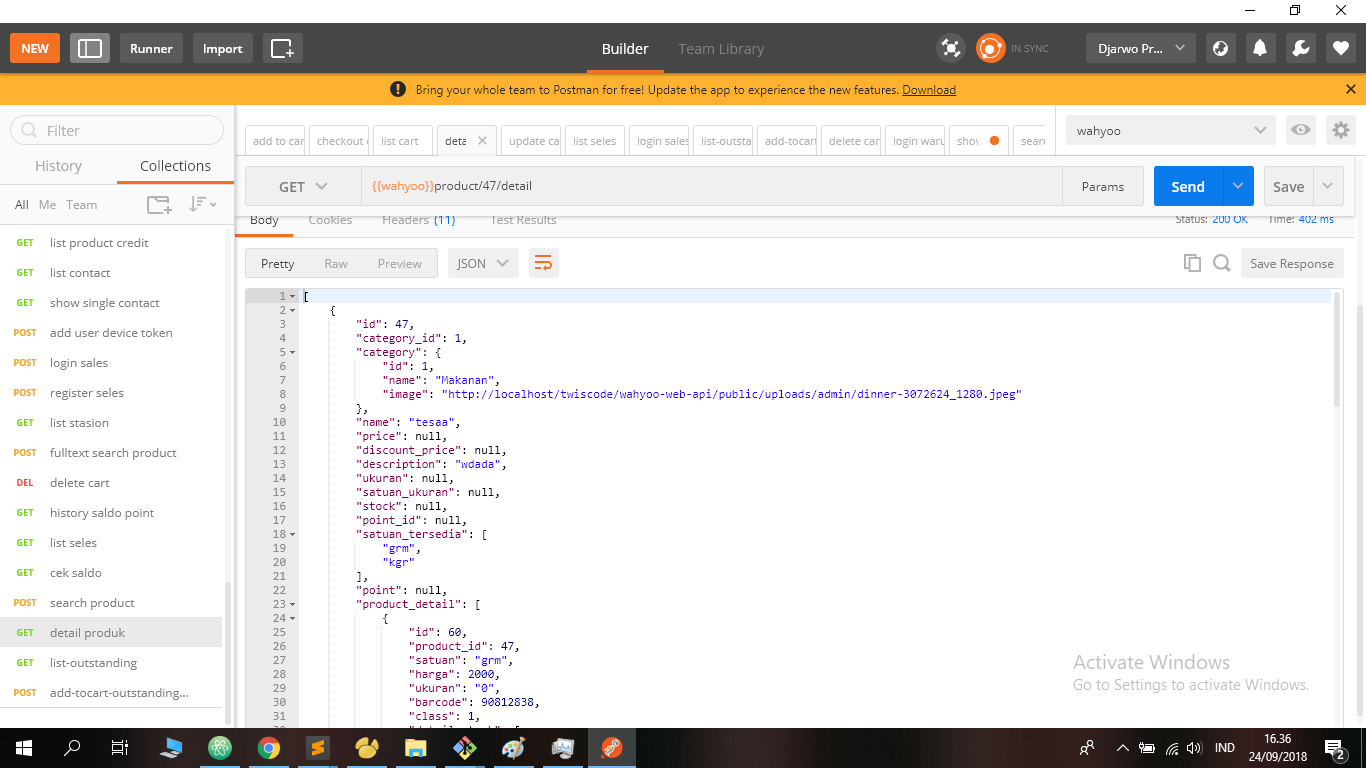 NEW Runner Import Builder Team Library IN SYNC Djarwo Pr...
Bring your whole team to Postman for free! Update the app to experience the new features. Download
Filter
History Collections
All Me Team
GET list product credit
GET list contact
GET show single contact
POST add user device token
POST login sales
POST register seles
GET list stasion
POST fulltext search product
DEL delete cart
GET history saldo point
GET list seles
GET cek saldo
POST search product
GET detail produk
GET list-outstanding
POST add-tocart-outstanding...
add to car checkout list cart deta update ca list seles login sales list-outsta add-tocart delete car login waru sho sear
wahyoo
GET {{wahyoo}}product/47/detail Params Send Save
Body Cookies Headers (11) Test Results Status: 200 OK Time: 402 ms
Pretty Raw Preview JSON Save Response
1 [
2 {
3 "id": 47,
4 "category_id": 1,
5 "category": {
6 "id": 1,
7 "name": "Makanan",
8 "image": "http://localhost/twiscode/wahyoo-web-api/public/uploads/admin/dinner-3072624_1280.jpeg"
9 },
10 "name": "tesaa",
11 "price": null,
12 "discount_price": null,
13 "description": "wdada",
14 "ukuran": null,
15 "satuan_ukuran": null,
16 "stock": null,
17 "point_id": null,
18 "satuan_tersedia": [
19 "grm",
20 "kgr"
21 ],
22 "point": null,
23 "product_detail": [
24 {
25 "id": 60,
26 "product_id": 47,
27 "satuan": "grm",
28 "harga": 2000,
29 "ukuran": "0",
30 "barcode": 90812838,
31 "class": 1,
Activate Windows
Go to Settings to activate Windows.
IND
16.36
24/09/2018
2